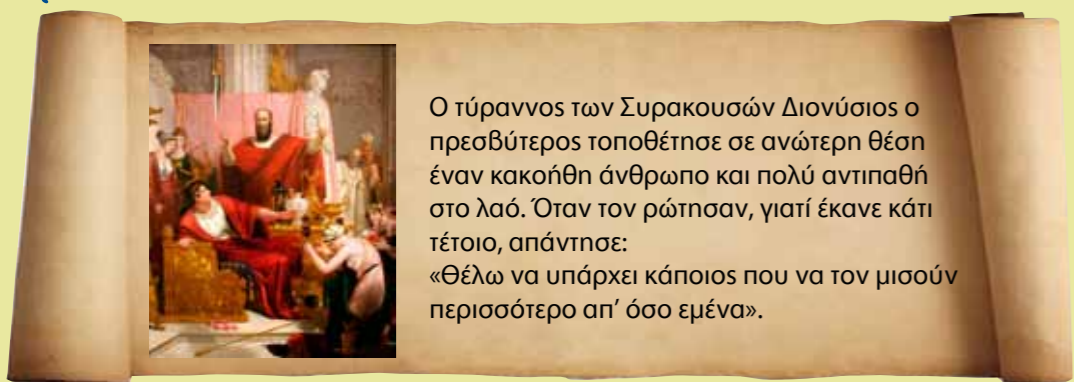 Ο τύραννος των Συρακουσών Διονύσιος ο
πρεσβύτερος τοποθέτησε σε ανώτερη θέση
έναν κακοήθη άνθρωπο και πολύ αντιπαθή
στο λαό. Όταν τον ρώτησαν, γιατί έκανε κάτι
τέτοιο, απάντησε:
«Θέλω να υπάρχει κάποιος που να τον μισούν
περισσότερο απ’ όσο εμένα».